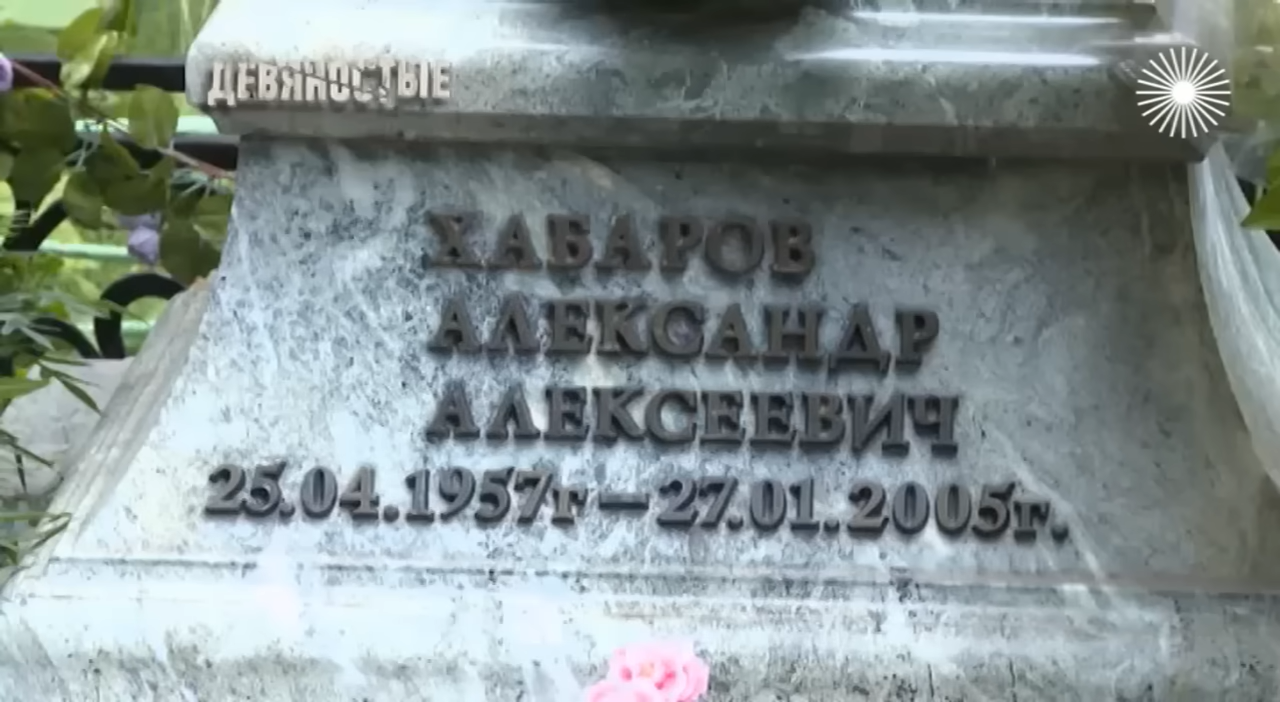 ДЕВЯНОСТЫЕ
ХАБАРОВ
АЛЕКСАНДР
АЛЕКСЕЕВИЧ
25.04.1957г – 27.01.2005г.